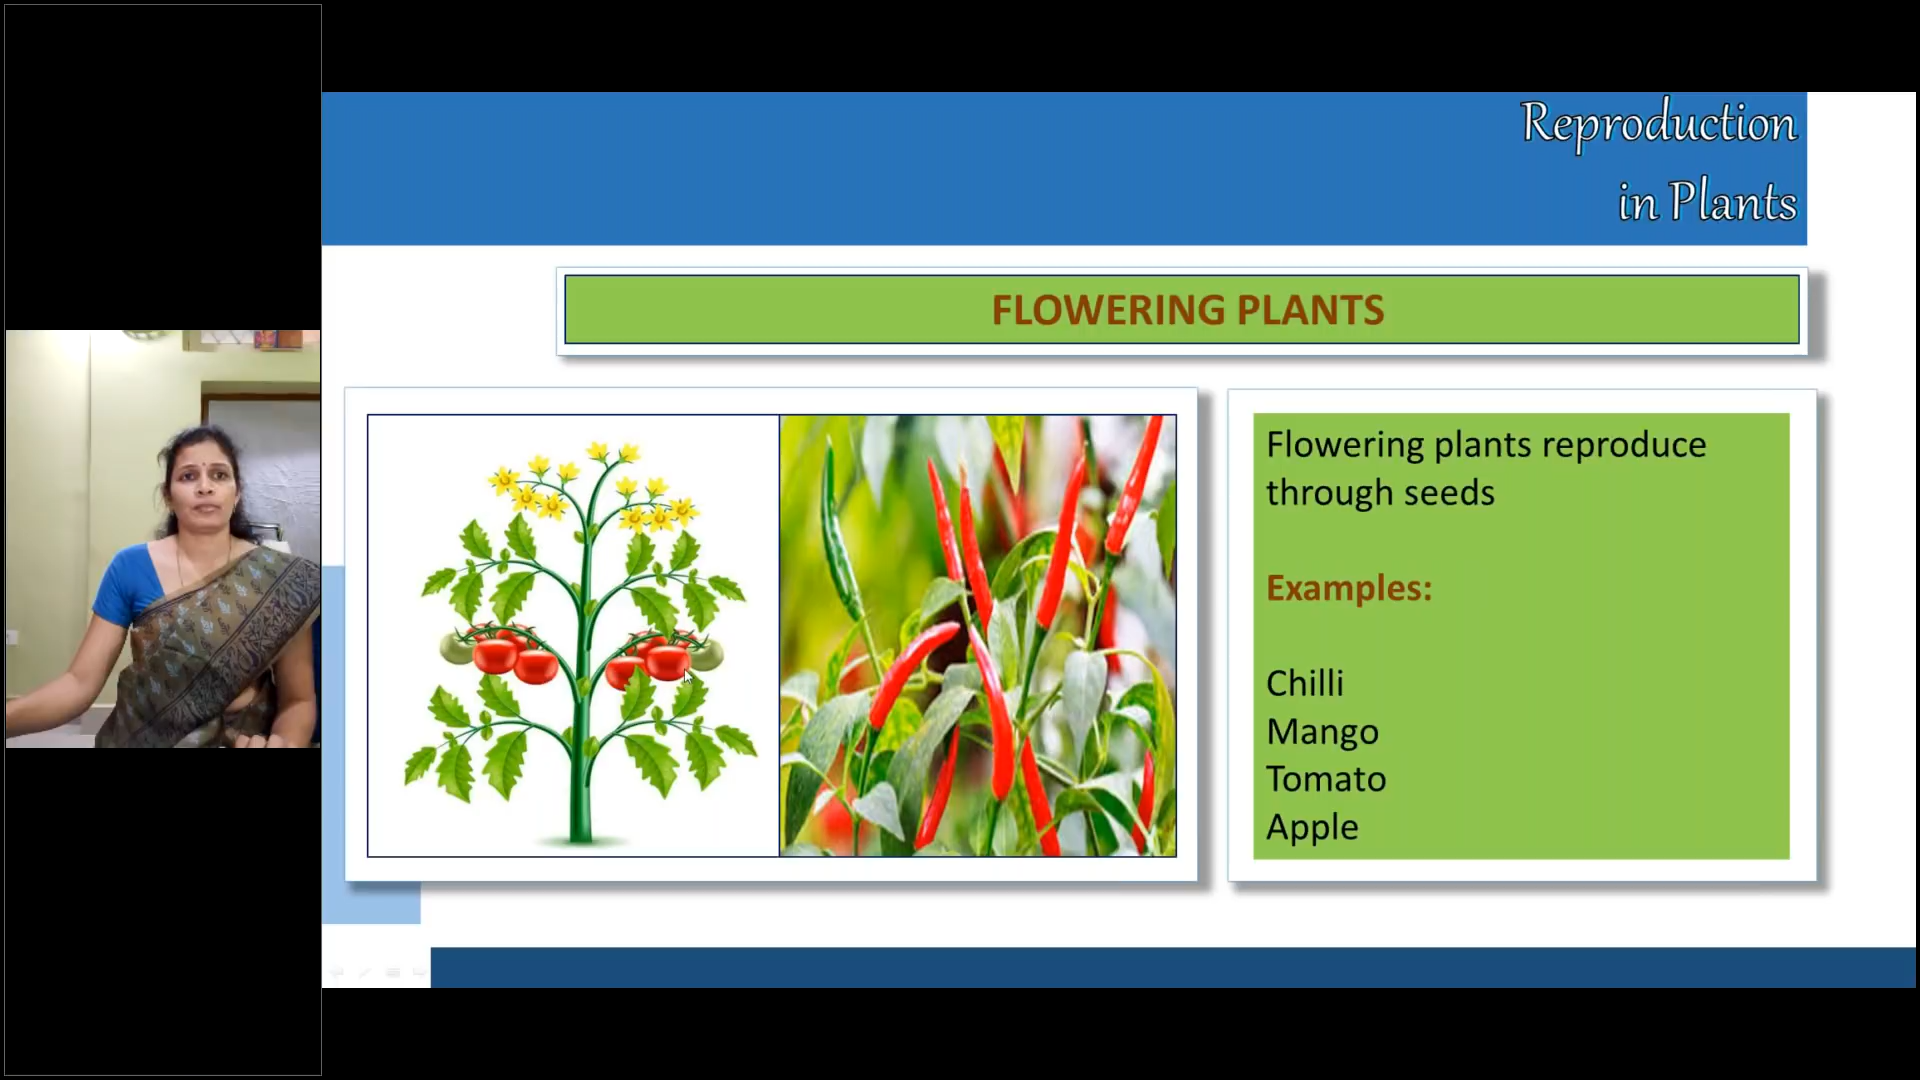 Reproduction
in Plants
FLOWERING PLANTS
Flowering plants reproduce
through seeds
Examples:
Chilli
Mango
Tomato
Apple